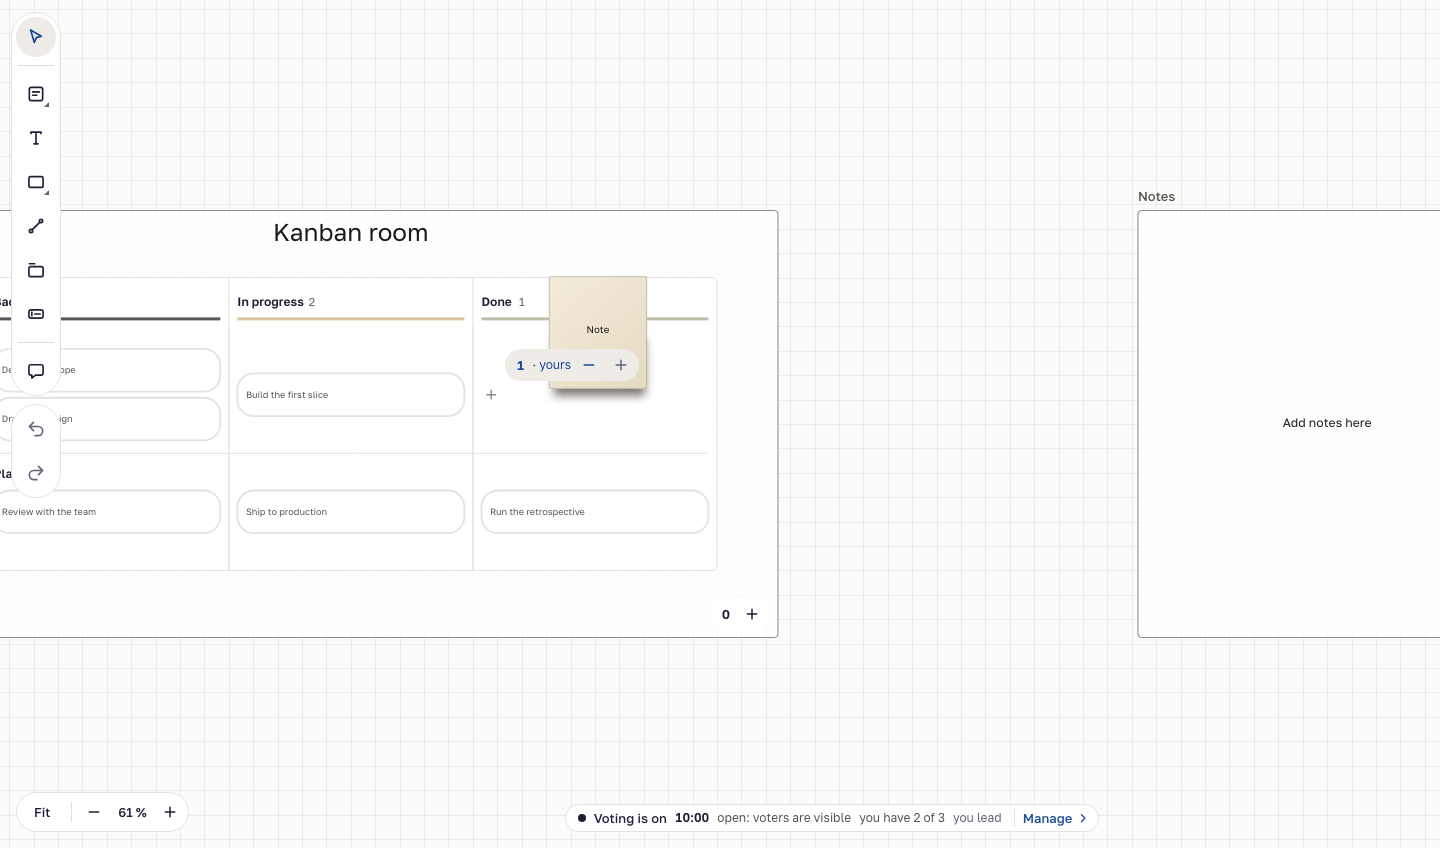 Notes
Kanban room
In progress 2
Done 1
Note
1 · yours
Build the first slice
Add notes here
Review with the team
Ship to production
Run the retrospective
0
Fit
61 %
Voting is on 10:00 open: voters are visible you have 2 of 3 you lead Manage